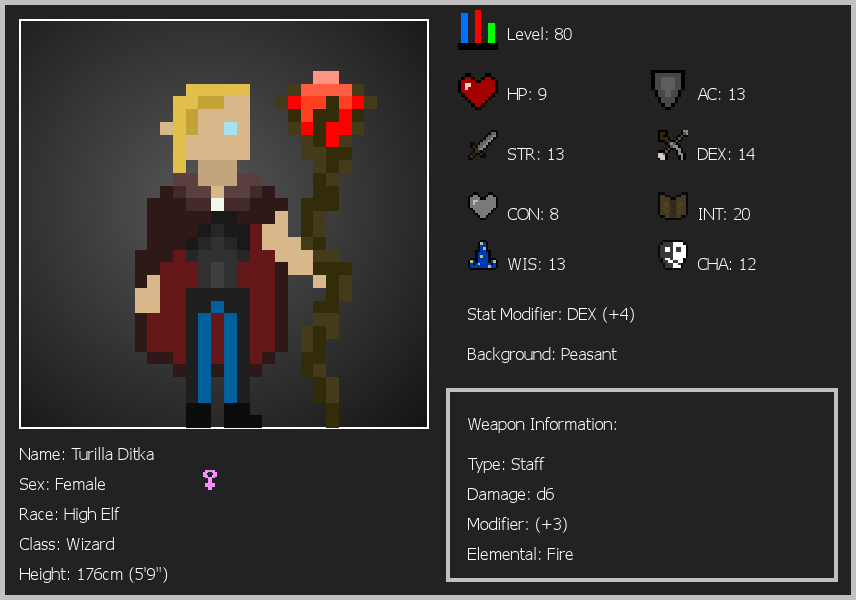 Level: 80
HP: 9
AC: 13
STR: 13
DEX: 14
CON: 8
INT: 20
WIS: 13
CHA: 12
Stat Modifier: DEX (+4)
Background: Peasant
Weapon Information:
Type: Staff
Damage: d6
Modifier: (+3)
Elemental: Fire
Name: Turilla Ditka
Sex: Female
Race: High Elf
Class: Wizard
Height: 176cm (5'9")